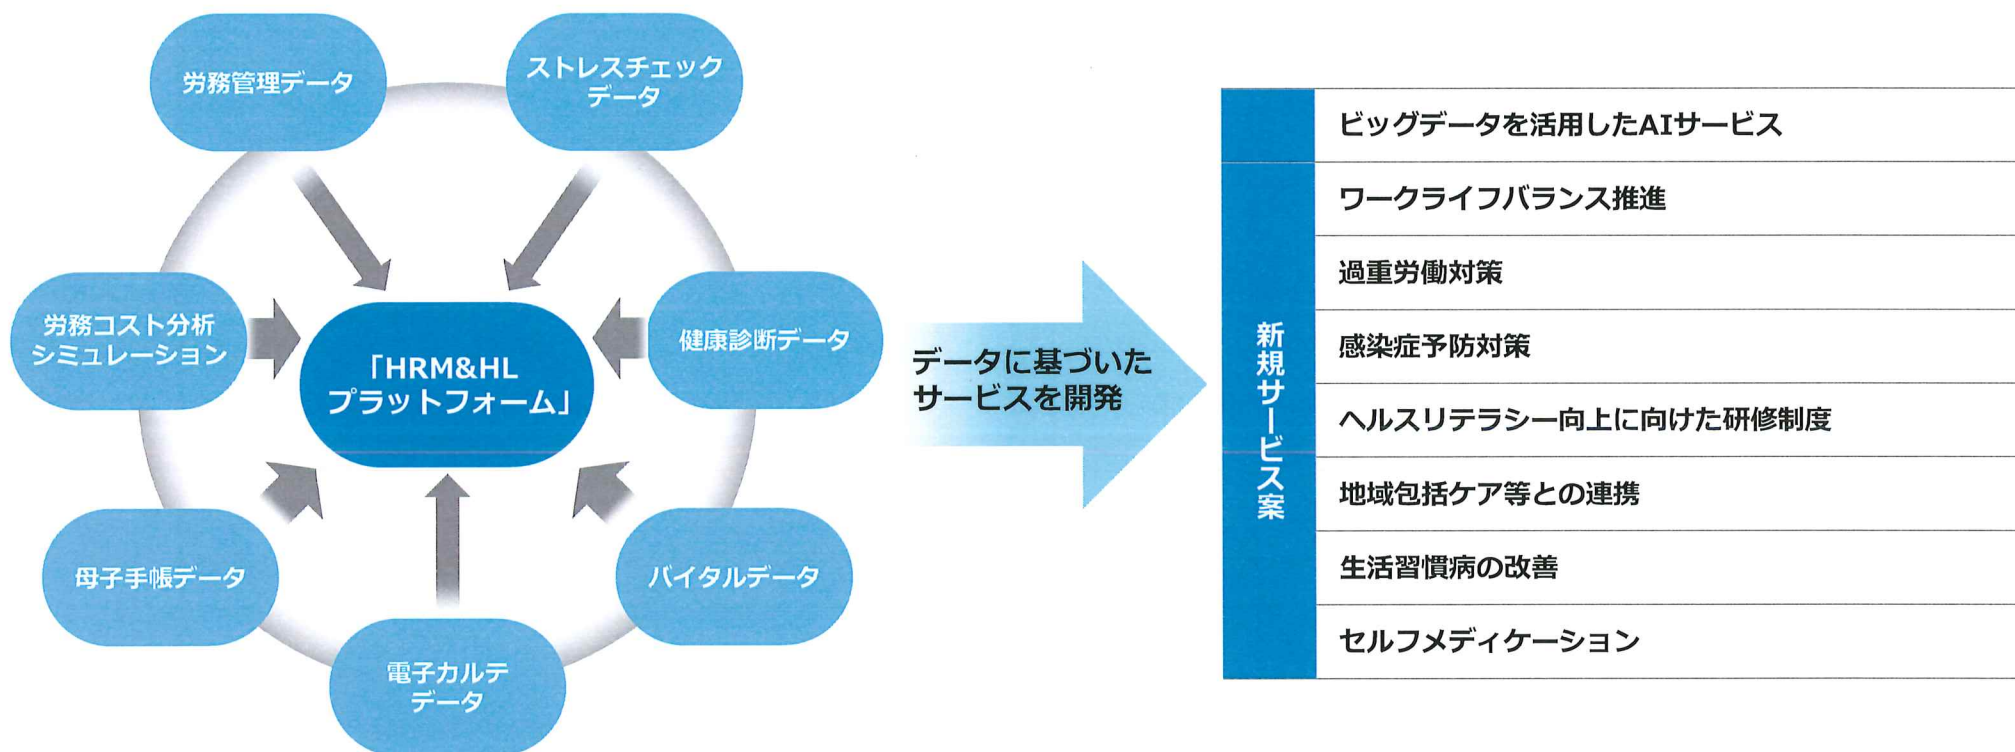 労務管理データ
ストレスチェック
データ
労務コスト分析
シミュレーション
「HRM&HL
プラットフォーム」
健康診断データ
母子手帳データ
バイタルデータ
電子カルテ
データ
データに基づいた
サービスを開発
新規サービス案
ビッグデータを活用したAIサービス
ワークライフバランス推進
過重労働対策
感染症予防対策
ヘルスリテラシー向上に向けた研修制度
地域包括ケア等との連携
生活習慣病の改善
セルフメディケーション